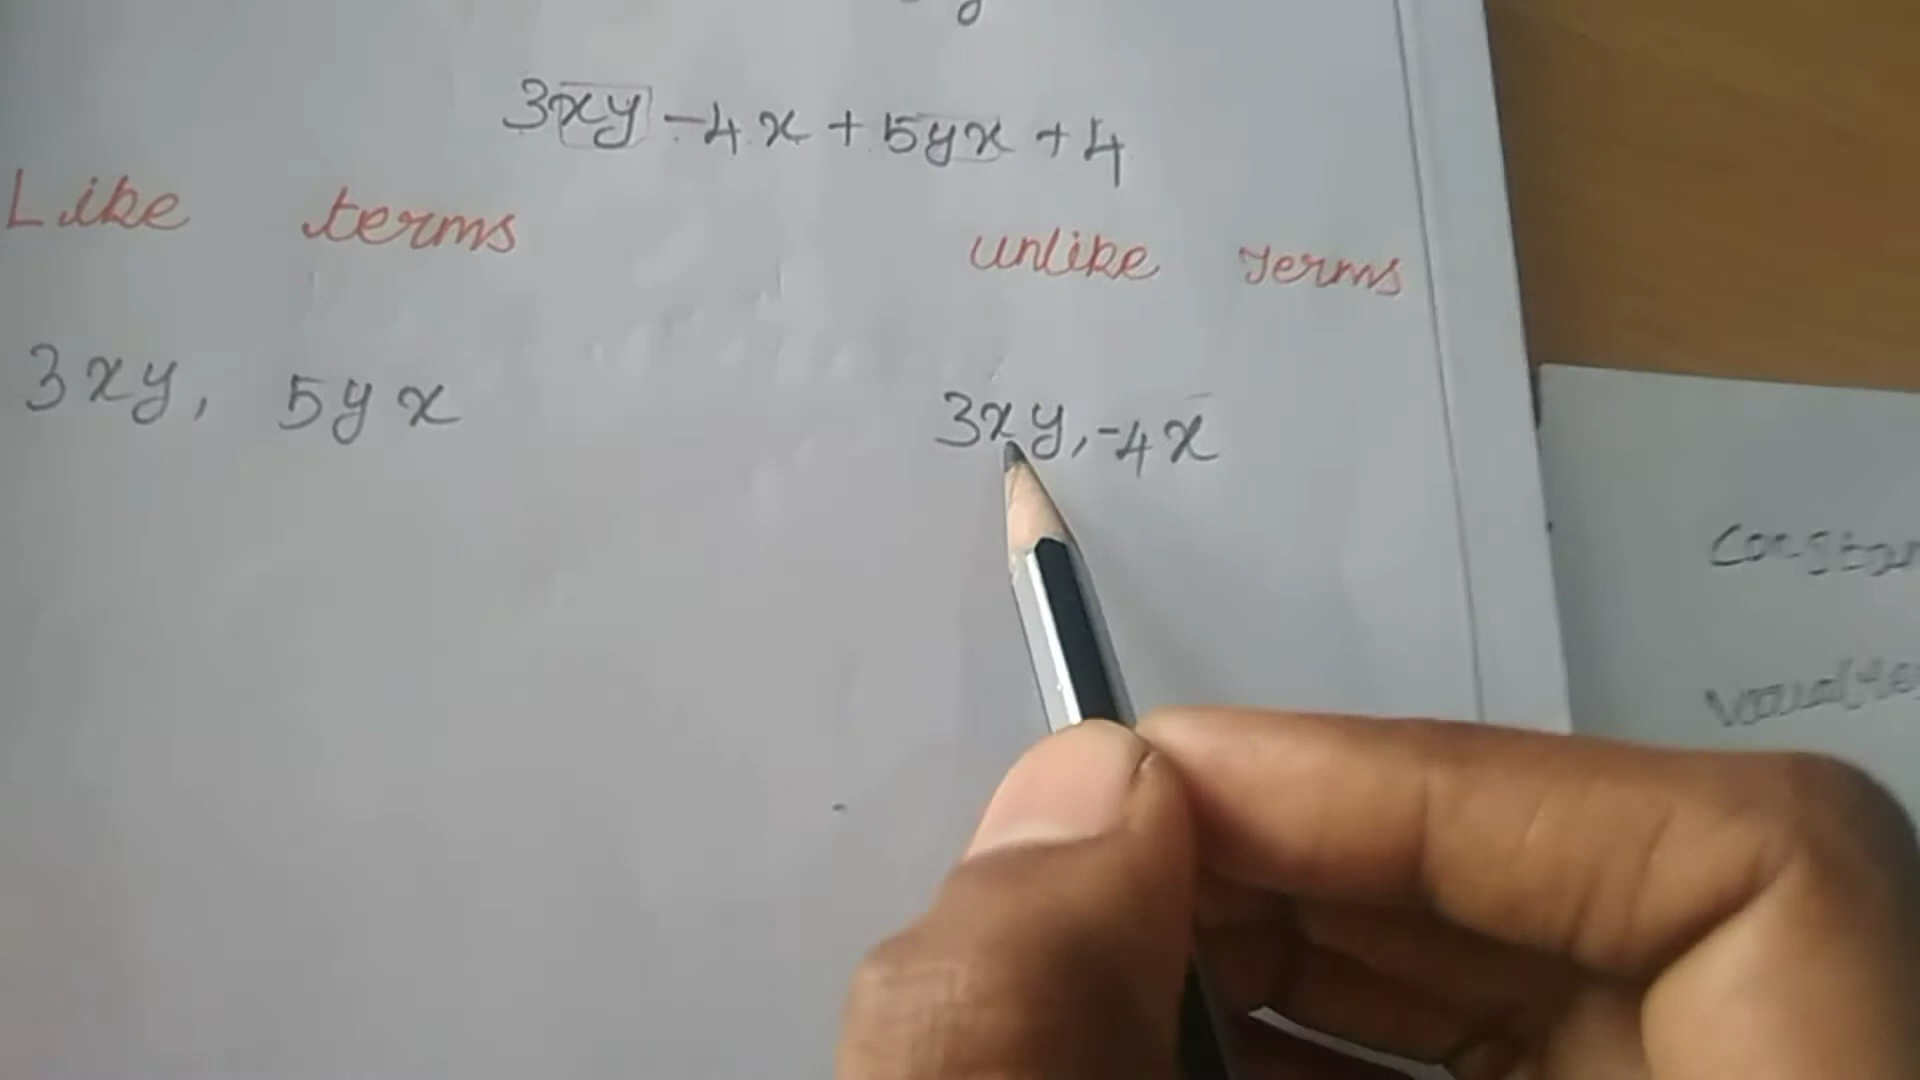 3xy - 4x + 5yx + 4
Like terms
unlike Terms
3xy, 5yx
3xy, -4x